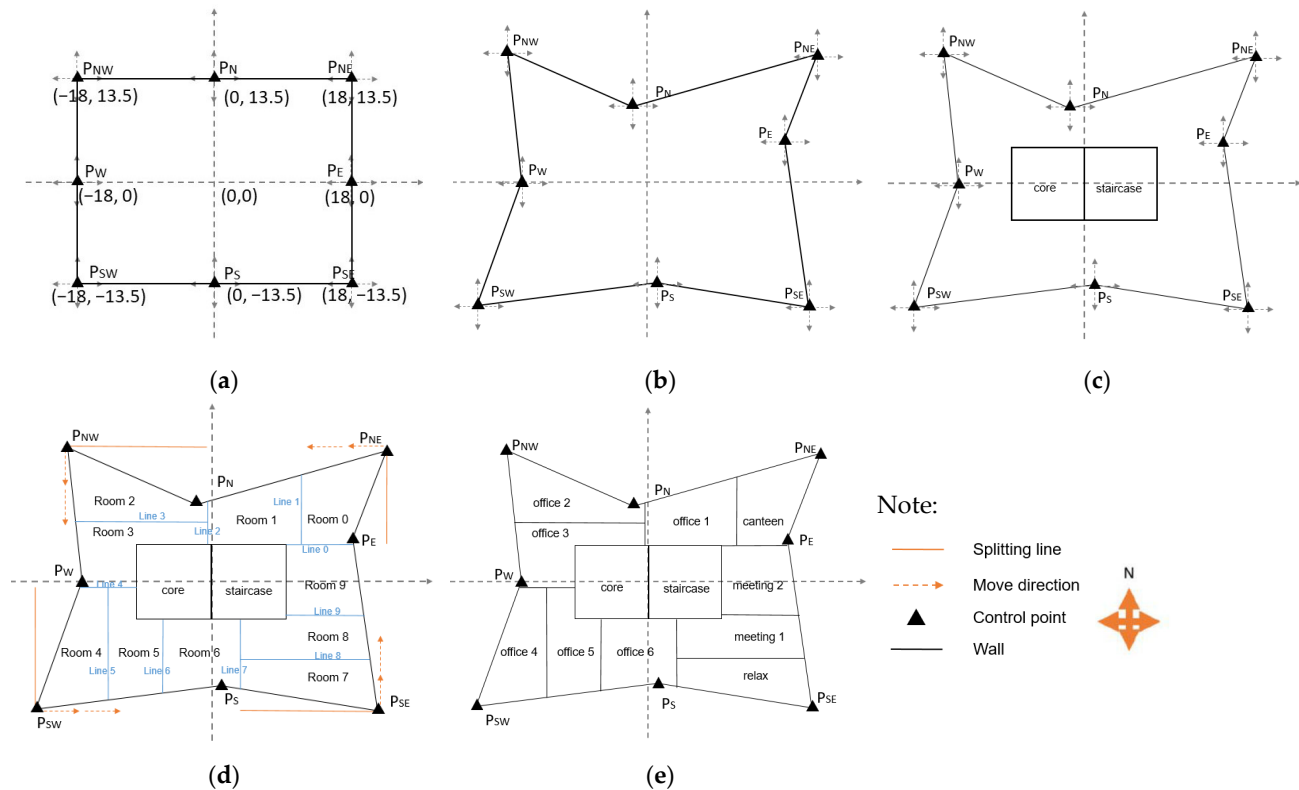 PNW PN PNE
(−18, 13.5) (0, 13.5) (18, 13.5)
PW PE
(−18, 0) (0,0) (18, 0)
PSW PS PSE
(−18, −13.5) (0, −13.5) (18, −13.5)
(a)
PNW PNE
PN
PE
PW
PSW PS PSE
(b)
PNW PNE
PN
PE
PW
core staircase
PSW PS PSE
(c)
PNW PNE
PN
Room 2
Line 1
Line 3
Room 1 Room 0
Room 3
Line 2
PE
Line 0
PW
Line 4
core staircase
Room 9
Line 9
Room 8
Room 4 Room 5 Room 6
Line 8
Line 5 Line 6 Line 7
Room 7
PS
PSW PSE
(d)
PNW PNE
PN
office 2
office 1 canteen
office 3
PE
PW
core staircase meeting 2
meeting 1
office 4 office 5 office 6
relax
PS
PSW PSE
(e)
Note:
Splitting line
Move direction
Control point
Wall
N